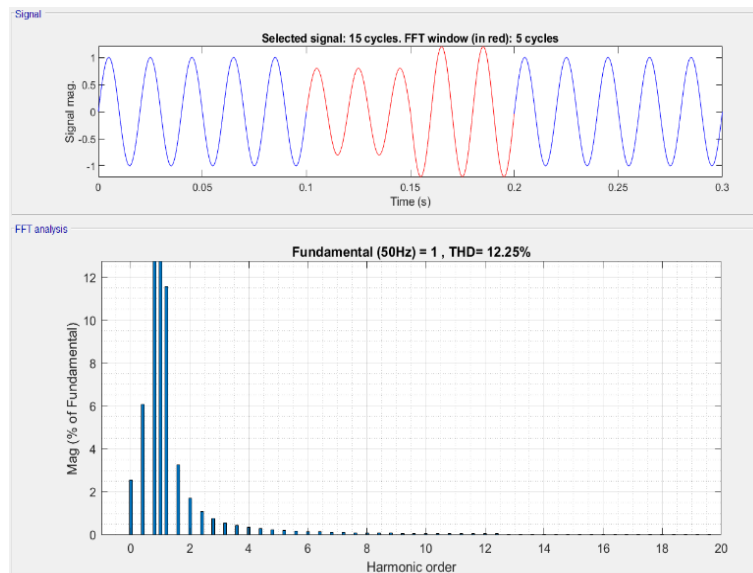 Signal
Selected signal: 15 cycles. FFT window (in red): 5 cycles
Signal mag.
1
0.5
0
-0.5
-1
0 0.05 0.1 0.15 0.2 0.25 0.3
Time (s)
FFT analysis
Fundamental (50Hz) = 1 , THD= 12.25%
Mag (% of Fundamental)
12
10
8
6
4
2
0
0 2 4 6 8 10 12 14 16 18 20
Harmonic order